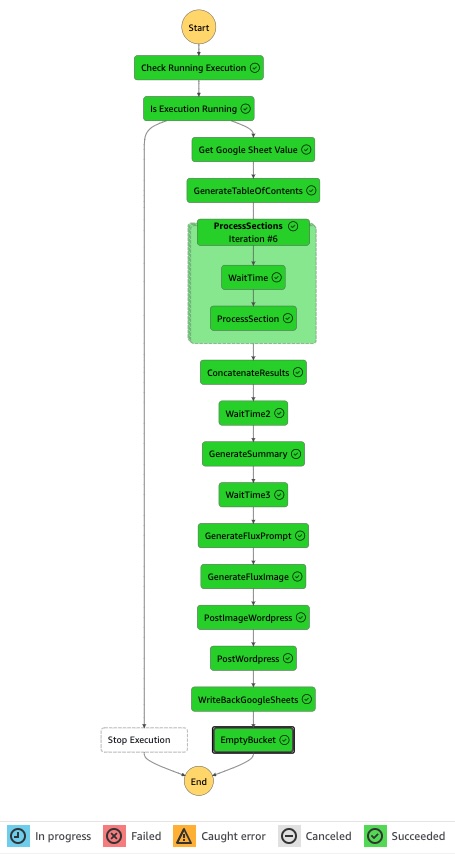 Start
Check Running Execution
Is Execution Running
Get Google Sheet Value
GenerateTableOfContents
ProcessSections
Iteration #6
WaitTime
ProcessSection
ConcatenateResults
WaitTime2
GenerateSummary
WaitTime3
GenerateFluxPrompt
GenerateFluxImage
PostImageWordpress
PostWordpress
WriteBackGoogleSheets
Stop Execution
EmptyBucket
End
In progress
Failed
Caught error
Canceled
Succeeded